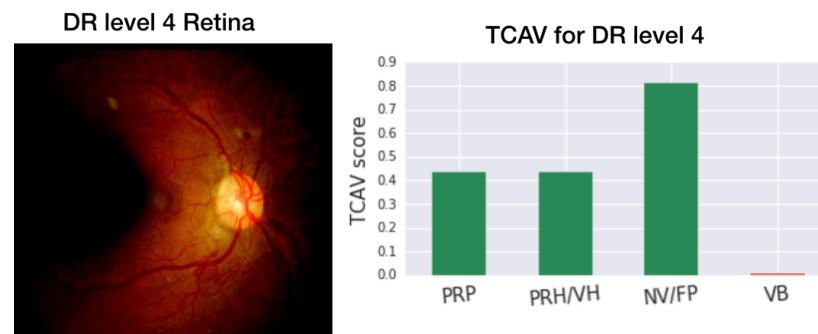 DR level 4 Retina
TCAV for DR level 4
TCAV score
0.9
0.8
0.7
0.6
0.5
0.4
0.3
0.2
0.1
0.0
PRP
PRH/VH
NV/FP
VB